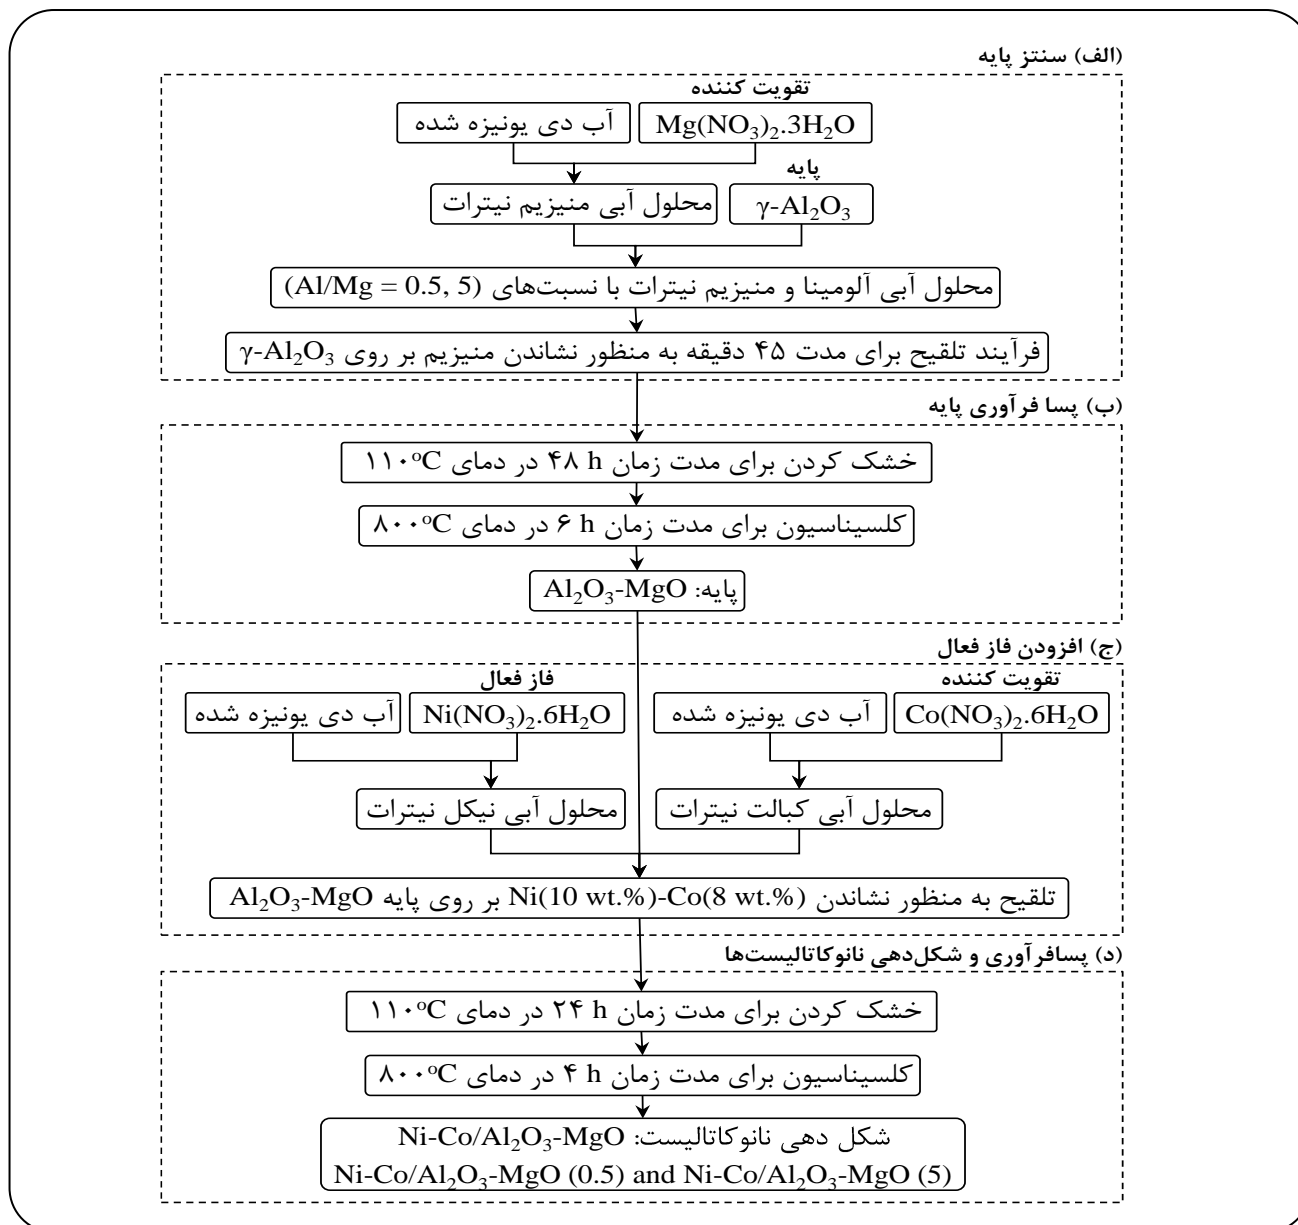 (الف) سنتز پایه
تقویت کننده
Mg(NO₃)₂.3H₂O
آب دی یونیزه شده
پایه
γ-Al₂O₃
محلول آبی منیزیم نیترات
محلول آبی آلومینا و منیزیم نیترات با نسبت‌های (Al/Mg = 0.5, 5)
فرآیند تلقیح برای مدت ۴۵ دقیقه به منظور نشاندن منیزیم بر روی γ-Al₂O₃
(ب) پسا فرآوری پایه
خشک کردن برای مدت زمان ۴۸ h در دمای ۱۱۰°C
کلسیناسیون برای مدت زمان ۶ h در دمای ۸۰۰°C
پایه: Al₂O₃-MgO
(ج) افزودن فاز فعال
تقویت کننده
فاز فعال
Co(NO₃)₂.6H₂O
آب دی یونیزه شده
Ni(NO₃)₂.6H₂O
آب دی یونیزه شده
محلول آبی کبالت نیترات
محلول آبی نیکل نیترات
تلقیح به منظور نشاندن Ni(10 wt.%)-Co(8 wt.%) بر روی پایه Al₂O₃-MgO
(د) پسافرآوری و شکل‌دهی نانوکاتالیست‌ها
خشک کردن برای مدت زمان ۲۴ h در دمای ۱۱۰°C
کلسیناسیون برای مدت زمان ۴ h در دمای ۸۰۰°C
شکل دهی نانوکاتالیست: Ni-Co/Al₂O₃-MgO
Ni-Co/Al₂O₃-MgO (0.5) and Ni-Co/Al₂O₃-MgO (5)